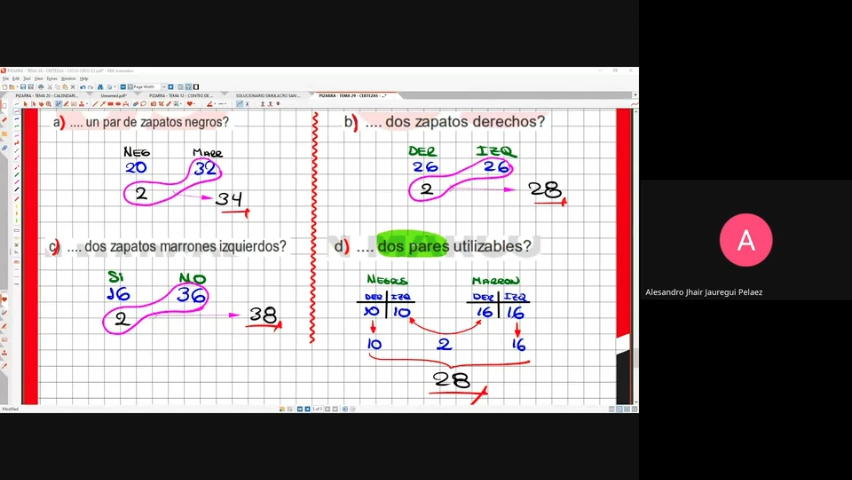 a) .... un par de zapatos negros?
NEG MARR
20 32
2 34
b) .... dos zapatos derechos?
DER IZQ
26 26
2 28
c) .... dos zapatos marrones izquierdos?
SI NO
16 36
2 38
d) .... dos pares utilizables?
NEGRS MARRON
DER IZQ DER IZQ
10 10 16 16
10 2 16
28
A
Alesandro Jhair Jauregui Pelaez